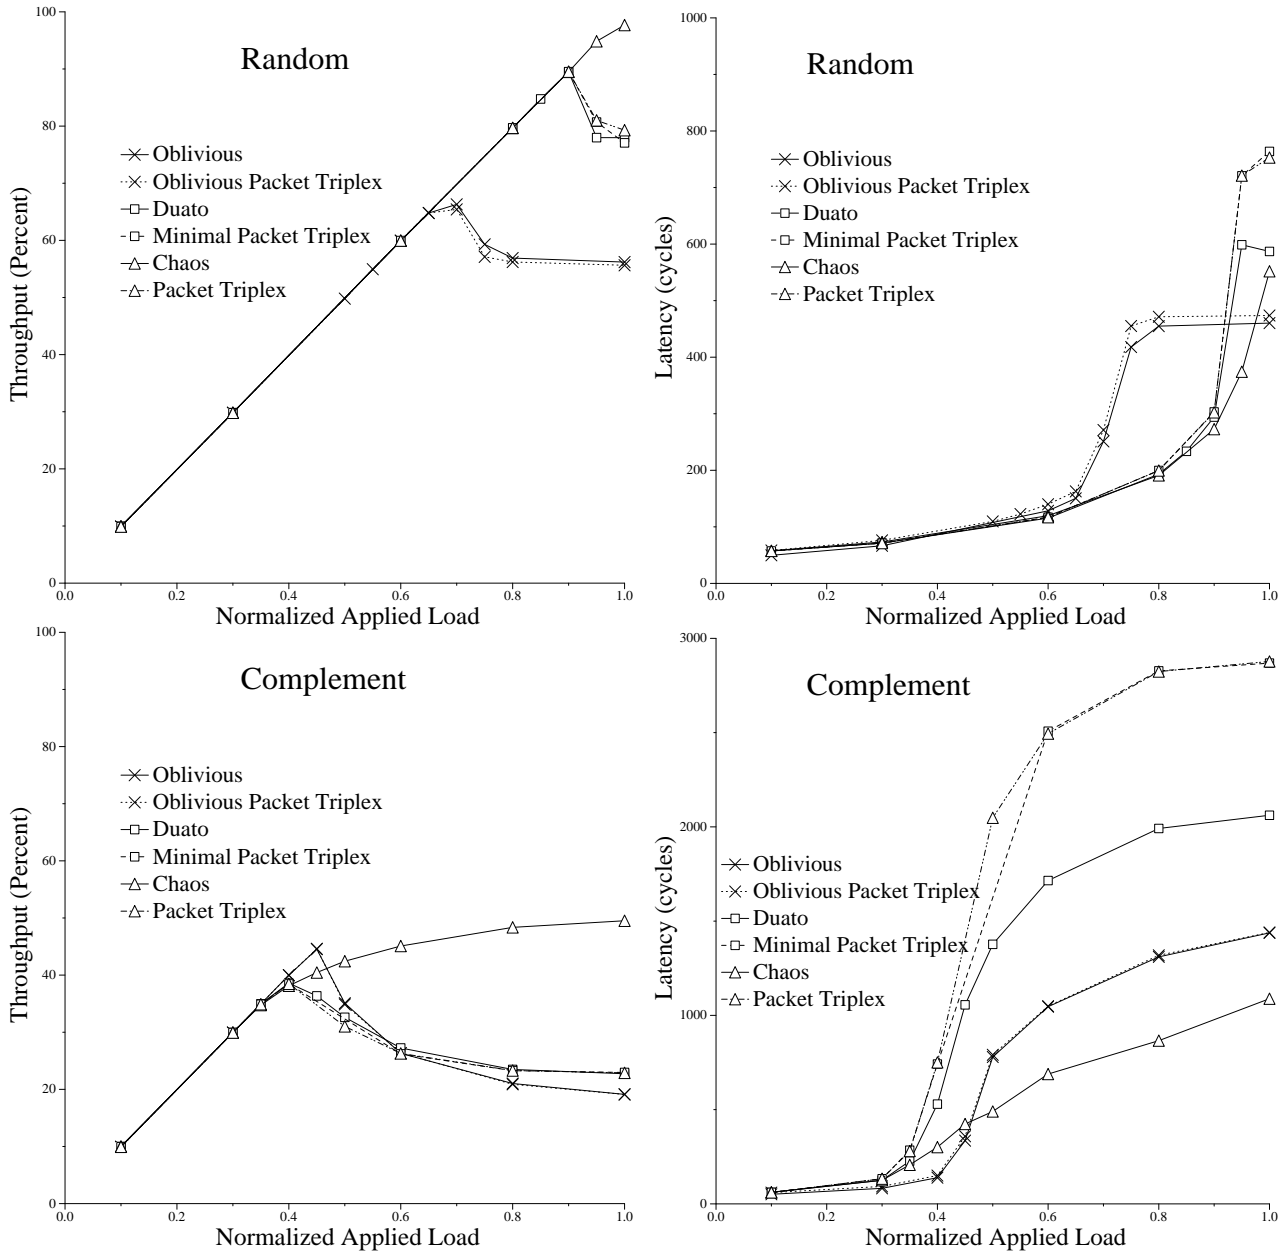 Random
Throughput (Percent)
100
80
60
40
20
0
Oblivious
Oblivious Packet Triplex
Duato
Minimal Packet Triplex
Chaos
Packet Triplex
0.0 0.2 0.4 0.6 0.8 1.0
Normalized Applied Load
Random
Latency (cycles)
1000
800
600
400
200
0
Oblivious
Oblivious Packet Triplex
Duato
Minimal Packet Triplex
Chaos
Packet Triplex
0.0 0.2 0.4 0.6 0.8 1.0
Normalized Applied Load
Complement
Throughput (Percent)
100
80
60
40
20
0
Oblivious
Oblivious Packet Triplex
Duato
Minimal Packet Triplex
Chaos
Packet Triplex
0.0 0.2 0.4 0.6 0.8 1.0
Normalized Applied Load
Complement
Latency (cycles)
3000
2000
1000
0
Oblivious
Oblivious Packet Triplex
Duato
Minimal Packet Triplex
Chaos
Packet Triplex
0.0 0.2 0.4 0.6 0.8 1.0
Normalized Applied Load